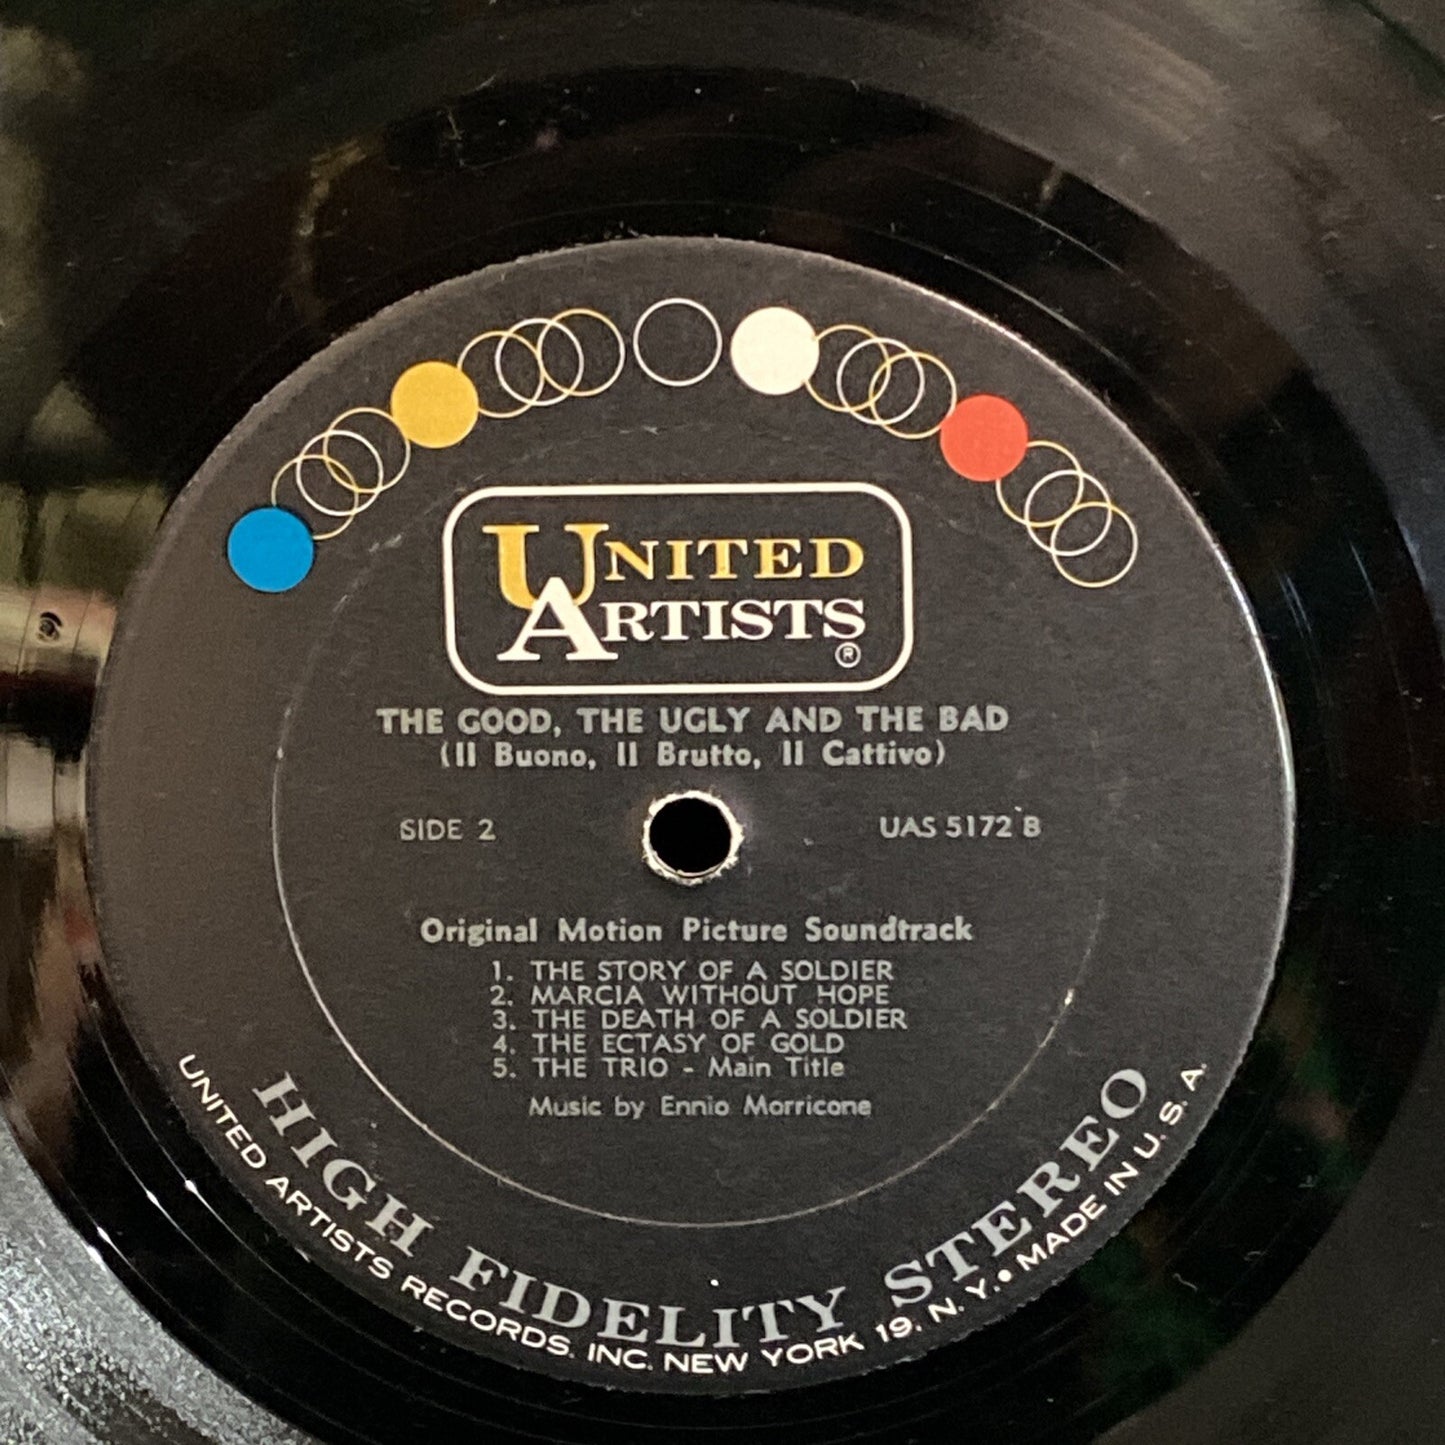 UNITED
ARTISTS
®
THE GOOD, THE UGLY AND THE BAD
(Il Buono, Il Brutto, Il Cattivo)
SIDE 2
UAS 5172 B
Original Motion Picture Soundtrack
1. THE STORY OF A SOLDIER
2. MARCIA WITHOUT HOPE
3. THE DEATH OF A SOLDIER
4. THE ECTASY OF GOLD
5. THE TRIO - Main Title
Music by Ennio Morricone
HIGH FIDELITY STEREO
UNITED ARTISTS RECORDS, INC. NEW YORK 19, N.Y. • MADE IN U. S. A.